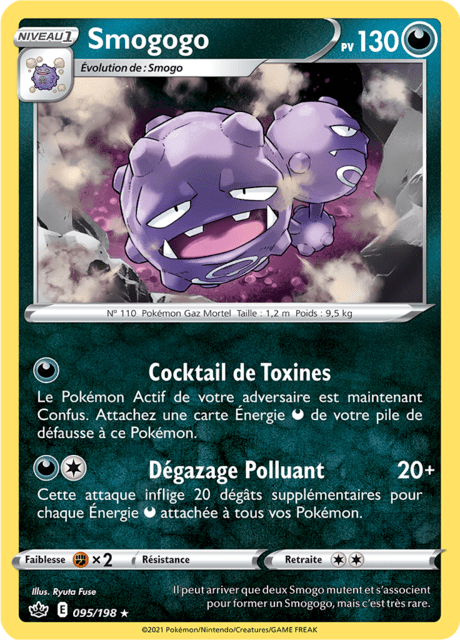 NIVEAU 1
Smogogo
PV 130
Évolution de : Smogo
N° 110 Pokémon Gaz Mortel Taille : 1,2 m Poids : 9,5 kg
Cocktail de Toxines
Le Pokémon Actif de votre adversaire est maintenant
Confus. Attachez une carte Énergie de votre pile de
défausse à ce Pokémon.
Dégazage Polluant 20+
Cette attaque inflige 20 dégâts supplémentaires pour
chaque Énergie attachée à tous vos Pokémon.
Faiblesse ×2 Résistance Retraite
Illus. Ryuta Fuse
Il peut arriver que deux Smogo mutent et s'associent
pour former un Smogogo, mais c'est très rare.
E 095/198 ★
©2021 Pokémon/Nintendo/Creatures/GAME FREAK